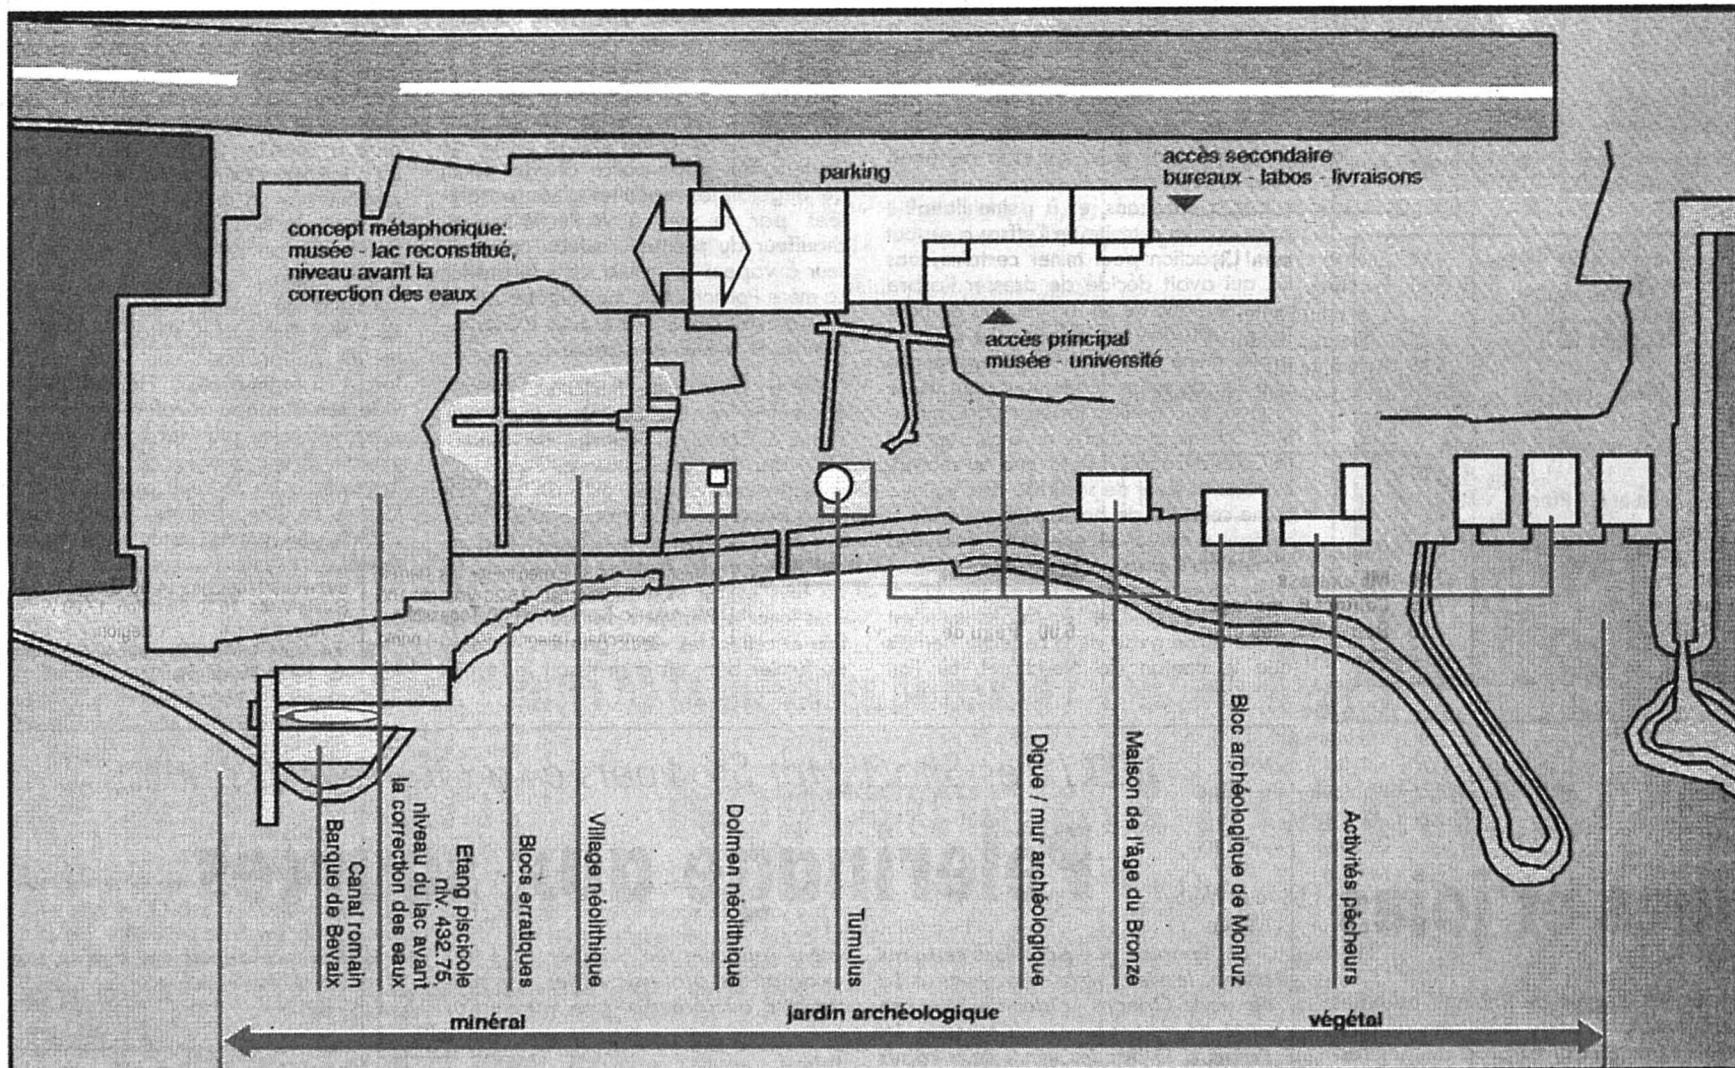 parking
accès secondaire
bureaux - labos - livraisons
concept métaphorique:
musée - lac reconstitué,
niveau avant la
correction des eaux
accès principal
musée - université
Canal romain
Barque de Bevaix
Etang piscicole
niv. 432.75,
niveau du lac avant
la correction des eaux
Blocs erratiques
Village néolithique
Dolmen néolithique
Tumulus
Digue / mur archéologique
Maison de l'âge du Bronze
Bloc archéologique de Monruz
Activités pêcheurs
minéral
jardin archéologique
végétal